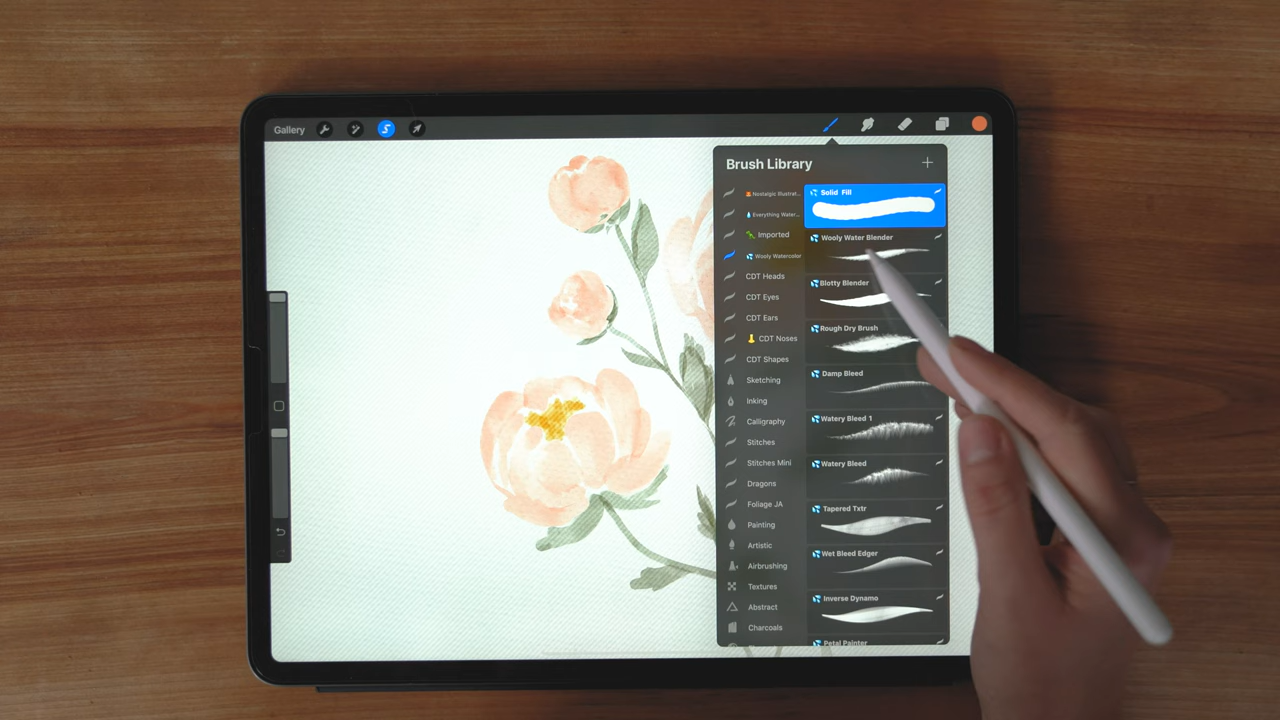 Gallery
Brush Library
Nostalgic Illustrat...
Everything Water...
Imported
Wooly Watercolor
CDT Heads
CDT Eyes
CDT Ears
CDT Noses
CDT Shapes
Sketching
Inking
Calligraphy
Stitches
Stitches Mini
Dragons
Foliage JA
Painting
Artistic
Airbrushing
Textures
Abstract
Charcoals
Solid Fill
Wooly Water Blender
Blotty Blender
Rough Dry Brush
Damp Bleed
Watery Bleed 1
Watery Bleed
Tapered Txtr
Wet Bleed Edger
Inverse Dynamo
Petal Painter